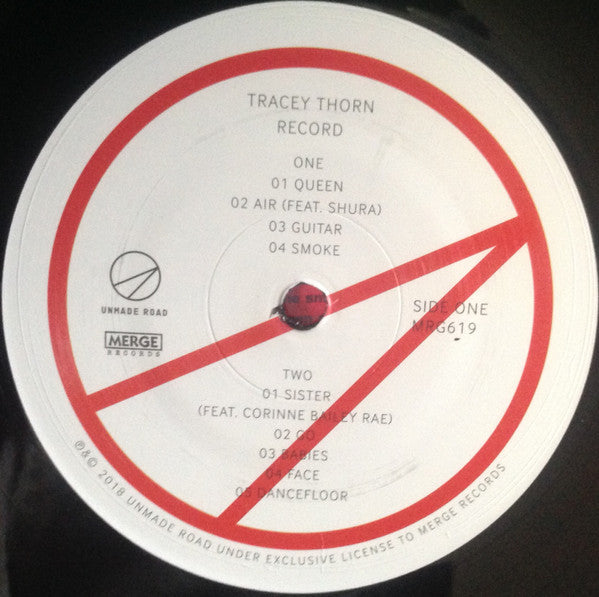 TRACEY THORN
RECORD
ONE
01 QUEEN
02 AIR (FEAT. SHURA)
03 GUITAR
04 SMOKE
UNMADE ROAD
MERGE
RECORDS
SIDE ONE
MRG619
TWO
01 SISTER
(FEAT. CORINNE BAILEY RAE)
02 GO
03 BABIES
04 FACE
05 DANCEFLOOR
℗&© 2018 UNMADE ROAD UNDER EXCLUSIVE LICENSE TO MERGE RECORDS